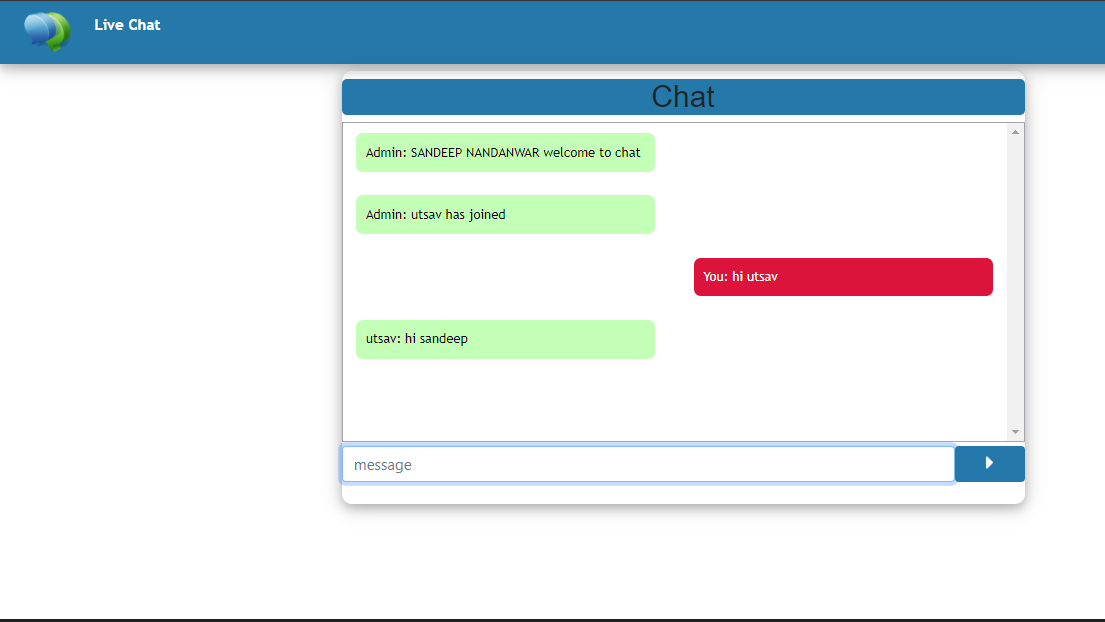 Live Chat
Chat
Admin: SANDEEP NANDANWAR welcome to chat
Admin: utsav has joined
You: hi utsav
utsav: hi sandeep
message